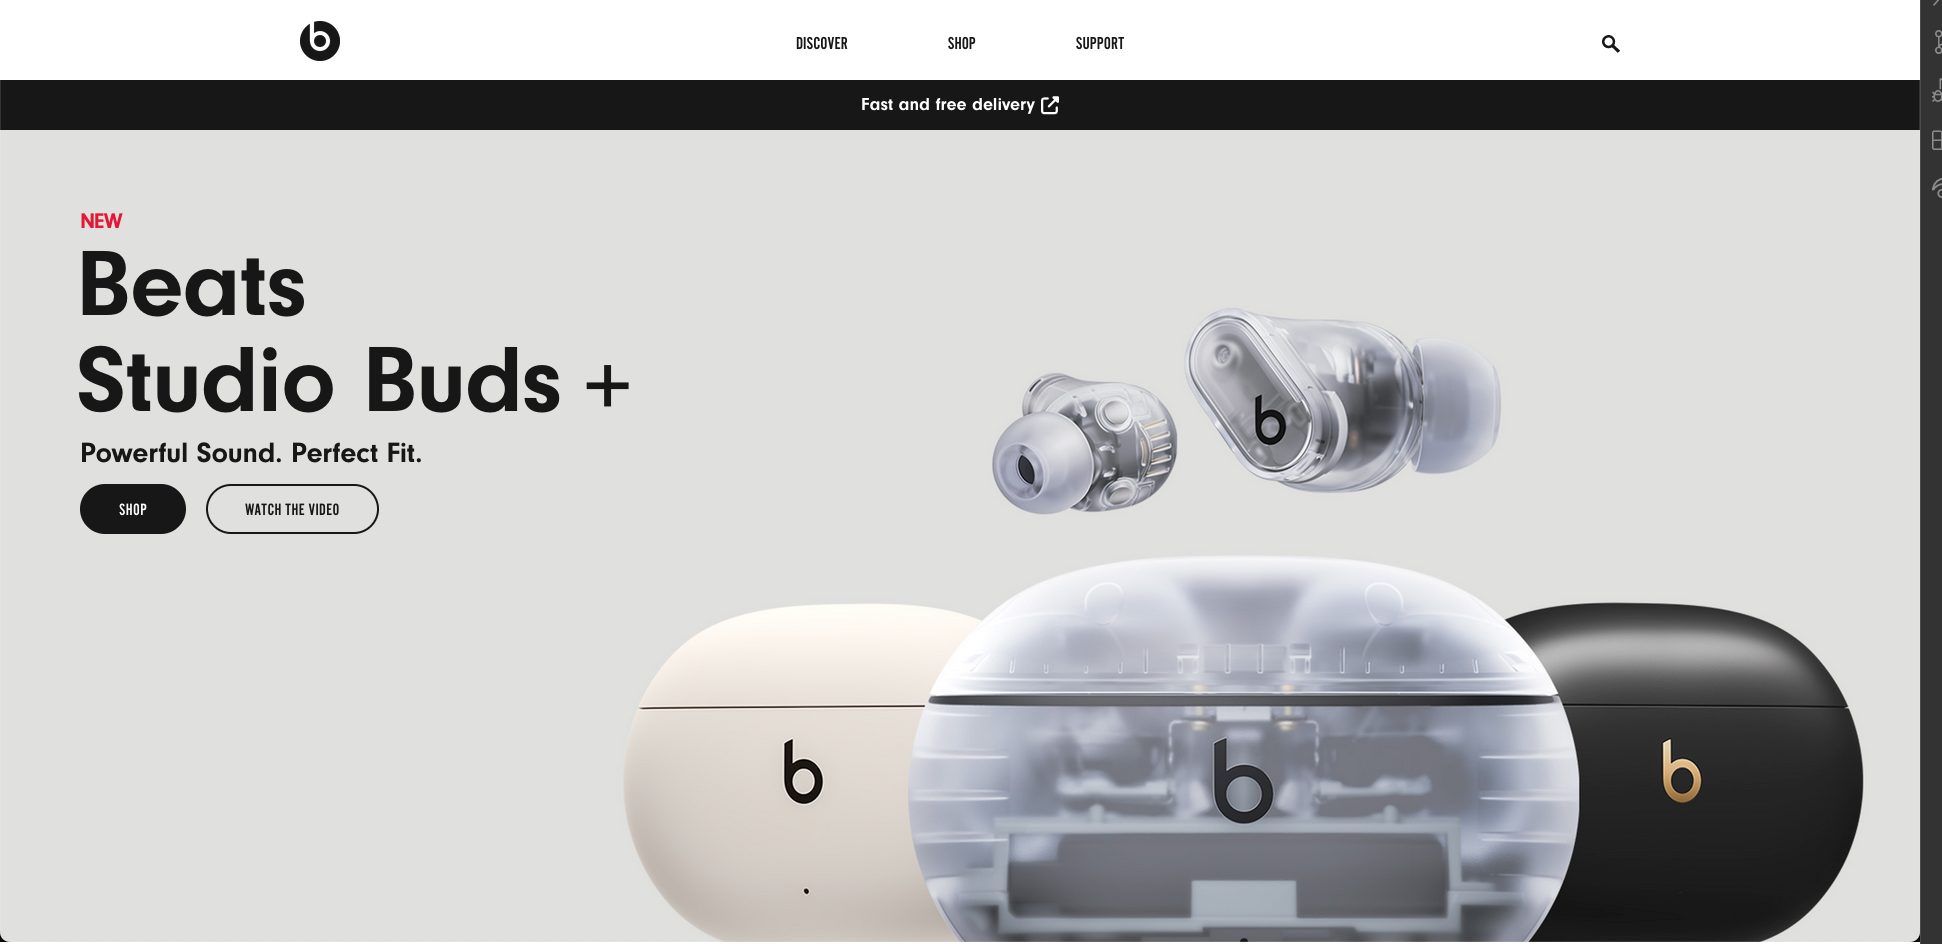 DISCOVER SHOP SUPPORT
Fast and free delivery
NEW
Beats
Studio Buds +
Powerful Sound. Perfect Fit.
SHOP WATCH THE VIDEO